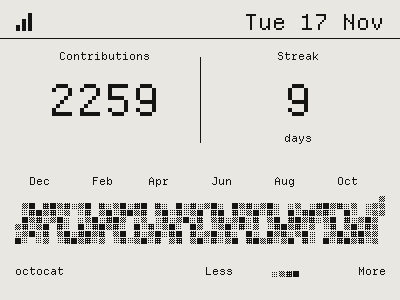 Tue 17 Nov
Contributions Streak
2259 9
days
Dec Feb Apr Jun Aug Oct
octocat Less More